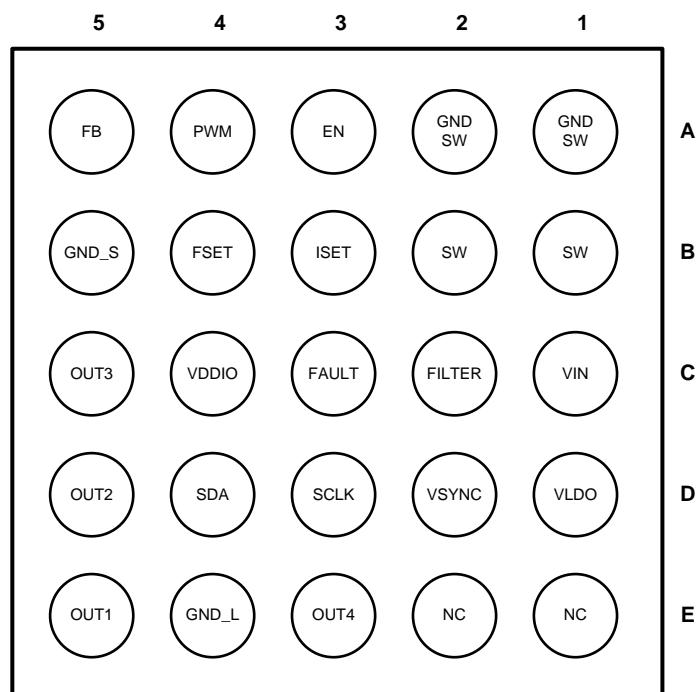 5 4 3 2 1
FB PWM EN GND SW GND SW A
GND_S FSET ISET SW SW B
OUT3 VDDIO FAULT FILTER VIN C
OUT2 SDA SCLK VSYNC VLDO D
OUT1 GND_L OUT4 NC NC E